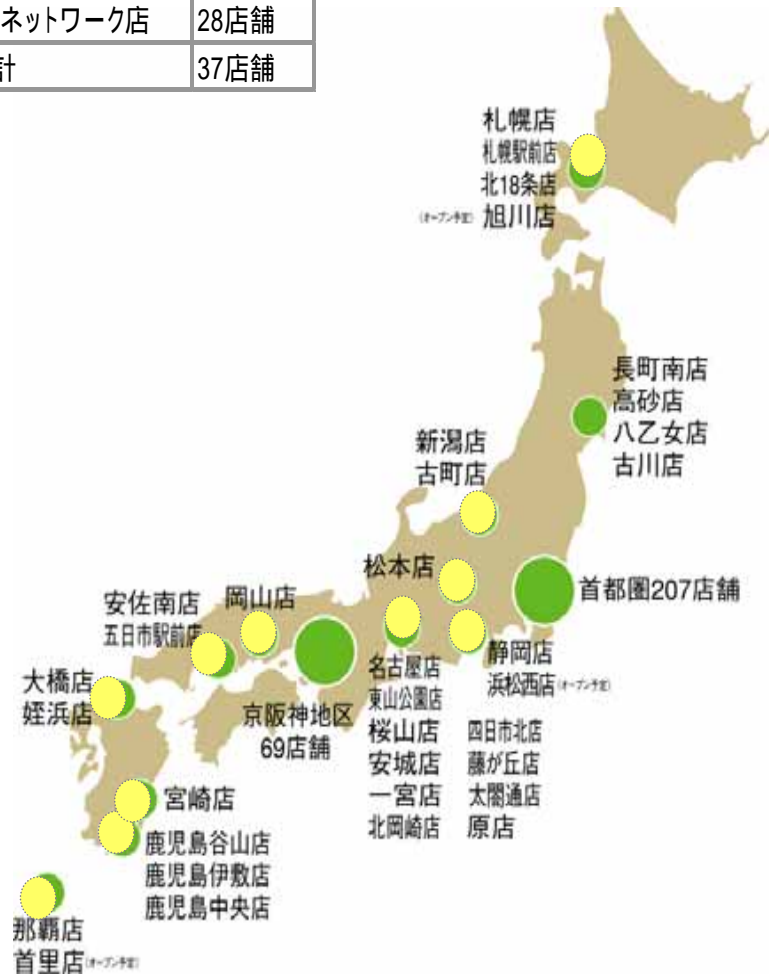 ネットワーク店 28店舗
計 37店舗
札幌店
札幌駅前店
北18条店
(オープン予定) 旭川店
長町南店
高砂店
八乙女店
古川店
新潟店
古町店
松本店
首都圏207店舗
安佐南店
五日市駅前店
岡山店
静岡店
浜松西店(オープン予定)
大橋店
姪浜店
京阪神地区
69店舗
名古屋店
東山公園店
桜山店 四日市北店
安城店 藤が丘店
一宮店 太閤通店
北岡崎店 原店
宮崎店
鹿児島谷山店
鹿児島伊敷店
鹿児島中央店
那覇店
首里店(オープン予定)